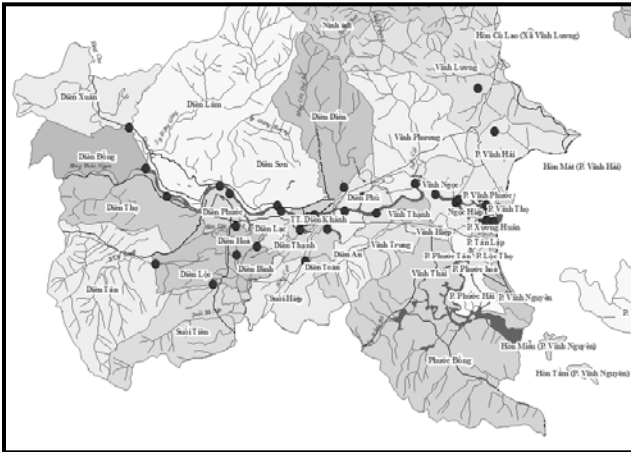 Ninh ích
Hòn Cù Lao (Xã Vĩnh Lương)
Vĩnh Lương
Diên Xuân
Diên Lâm
Diên Điền
Vĩnh Phương
P. Vĩnh Hải
Diên Đồng
Diên Sơn
Hòn Mát (P. Vĩnh Hải)
Diên Thọ
Diên Phú
Vĩnh Ngọc
P. Vĩnh Phước
Diên Phước
Ngọc Hiệp
P. Vĩnh Thọ
TT. Diên Khánh
Vĩnh Thạnh
P. Xương Huân
Diên Lạc
Vĩnh Hiệp
P. Tân Lập
Diên Hoà
Diên Thạnh
Vĩnh Trung
P. Phước Tân
P. Lộc Thọ
Diên An
Diên Toàn
Diên Bình
Diên Lộc
Vĩnh Thái
P. Phước hoà
Diên Tân
Suối Hiệp
P. Phước Hải
P. Vĩnh Nguyên
Suối Tiên
Phước Đồng
Hòn Miễu (P. Vĩnh Nguyên)
Hòn Tằm (P. Vĩnh Nguyên)
P.